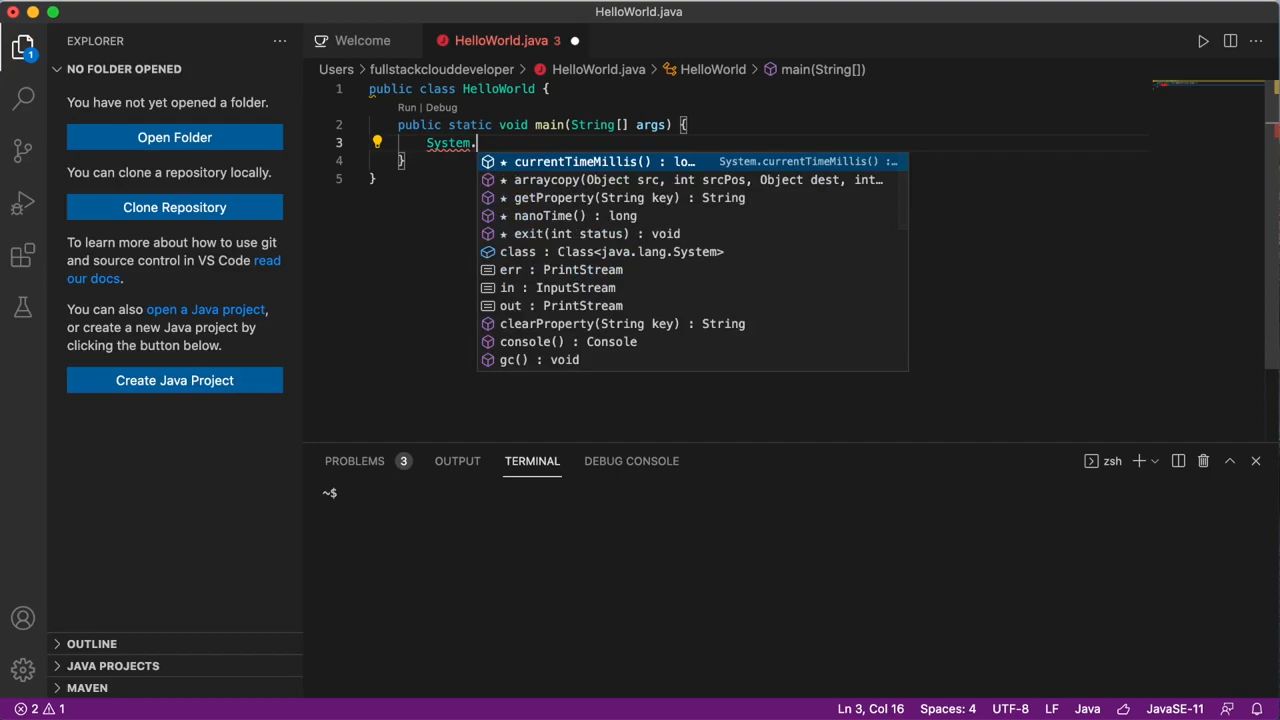 HelloWorld.java
EXPLORER
NO FOLDER OPENED
You have not yet opened a folder.
Open Folder
You can clone a repository locally.
Clone Repository
To learn more about how to use git
and source control in VS Code read
our docs.
You can also open a Java project,
or create a new Java project by
clicking the button below.
Create Java Project
OUTLINE
JAVA PROJECTS
MAVEN
1
Welcome
HelloWorld.java 3
Users > fullstackclouddeveloper > HelloWorld.java > HelloWorld > main(String[])
1 public class HelloWorld {
Run | Debug
2 public static void main(String[] args) {
3 System.
4 }
5 }
★ currentTimeMillis() : lo… System.currentTimeMillis() :…
★ arraycopy(Object src, int srcPos, Object dest, int…
★ getProperty(String key) : String
★ nanoTime() : long
★ exit(int status) : void
class : Class<java.lang.System>
err : PrintStream
in : InputStream
out : PrintStream
clearProperty(String key) : String
console() : Console
gc() : void
PROBLEMS 3 OUTPUT TERMINAL DEBUG CONSOLE zsh
~$
2 1 Ln 3, Col 16 Spaces: 4 UTF-8 LF Java JavaSE-11